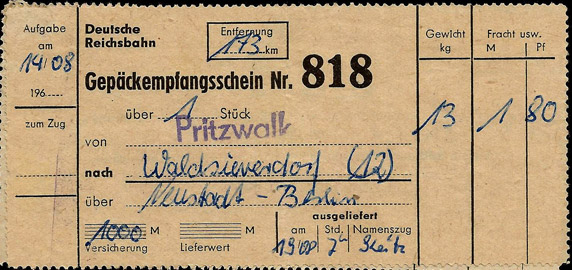 Aufgabe am 14/08 196
zum Zug
Deutsche Reichsbahn
Entfernung 173 km
Gepäckempfangsschein Nr. 818
über 1 Stück
von Pritzwalk
nach Waldsieversdorf (12)
über Neustadt - Berlin
1000 M Versicherung
M Lieferwert
ausgeliefert
am Std. Namenszug
Gewicht kg
13
Fracht usw.
M Pf
1 80